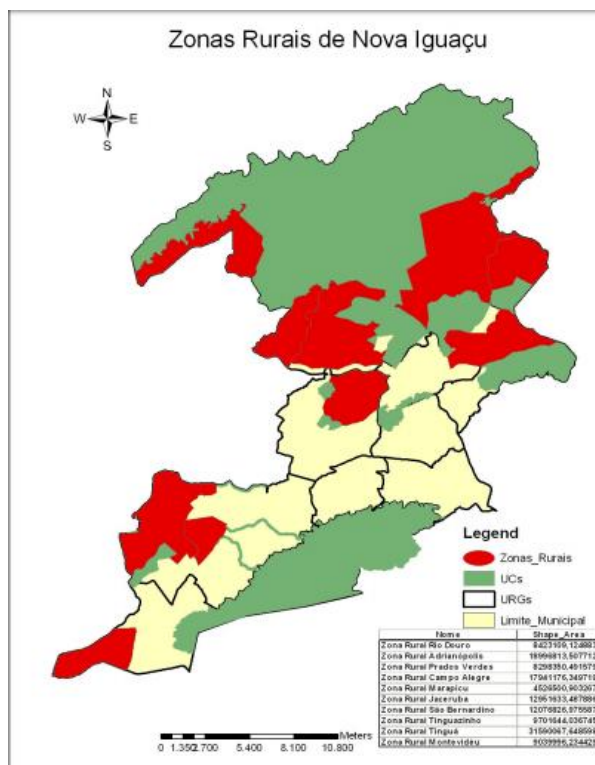 Zonas Rurais de Nova Iguaçu
N
W E
S
Legend
Zonas_Rurais
UCs
URGs
Limite_Municipal
Nome Shape_Area
Zona Rural Rio Douro
Zona Rural Adrianópolis
Zona Rural Prados Verdes
Zona Rural Campo Alegre
Zona Rural Marapicu
Zona Rural Jaceruba
Zona Rural São Bernardino
Zona Rural Tinguazinho
Zona Rural Tinguá
Zona Rural Montevidéu
Meters
0 1.350 2.700 5.400 8.100 10.800